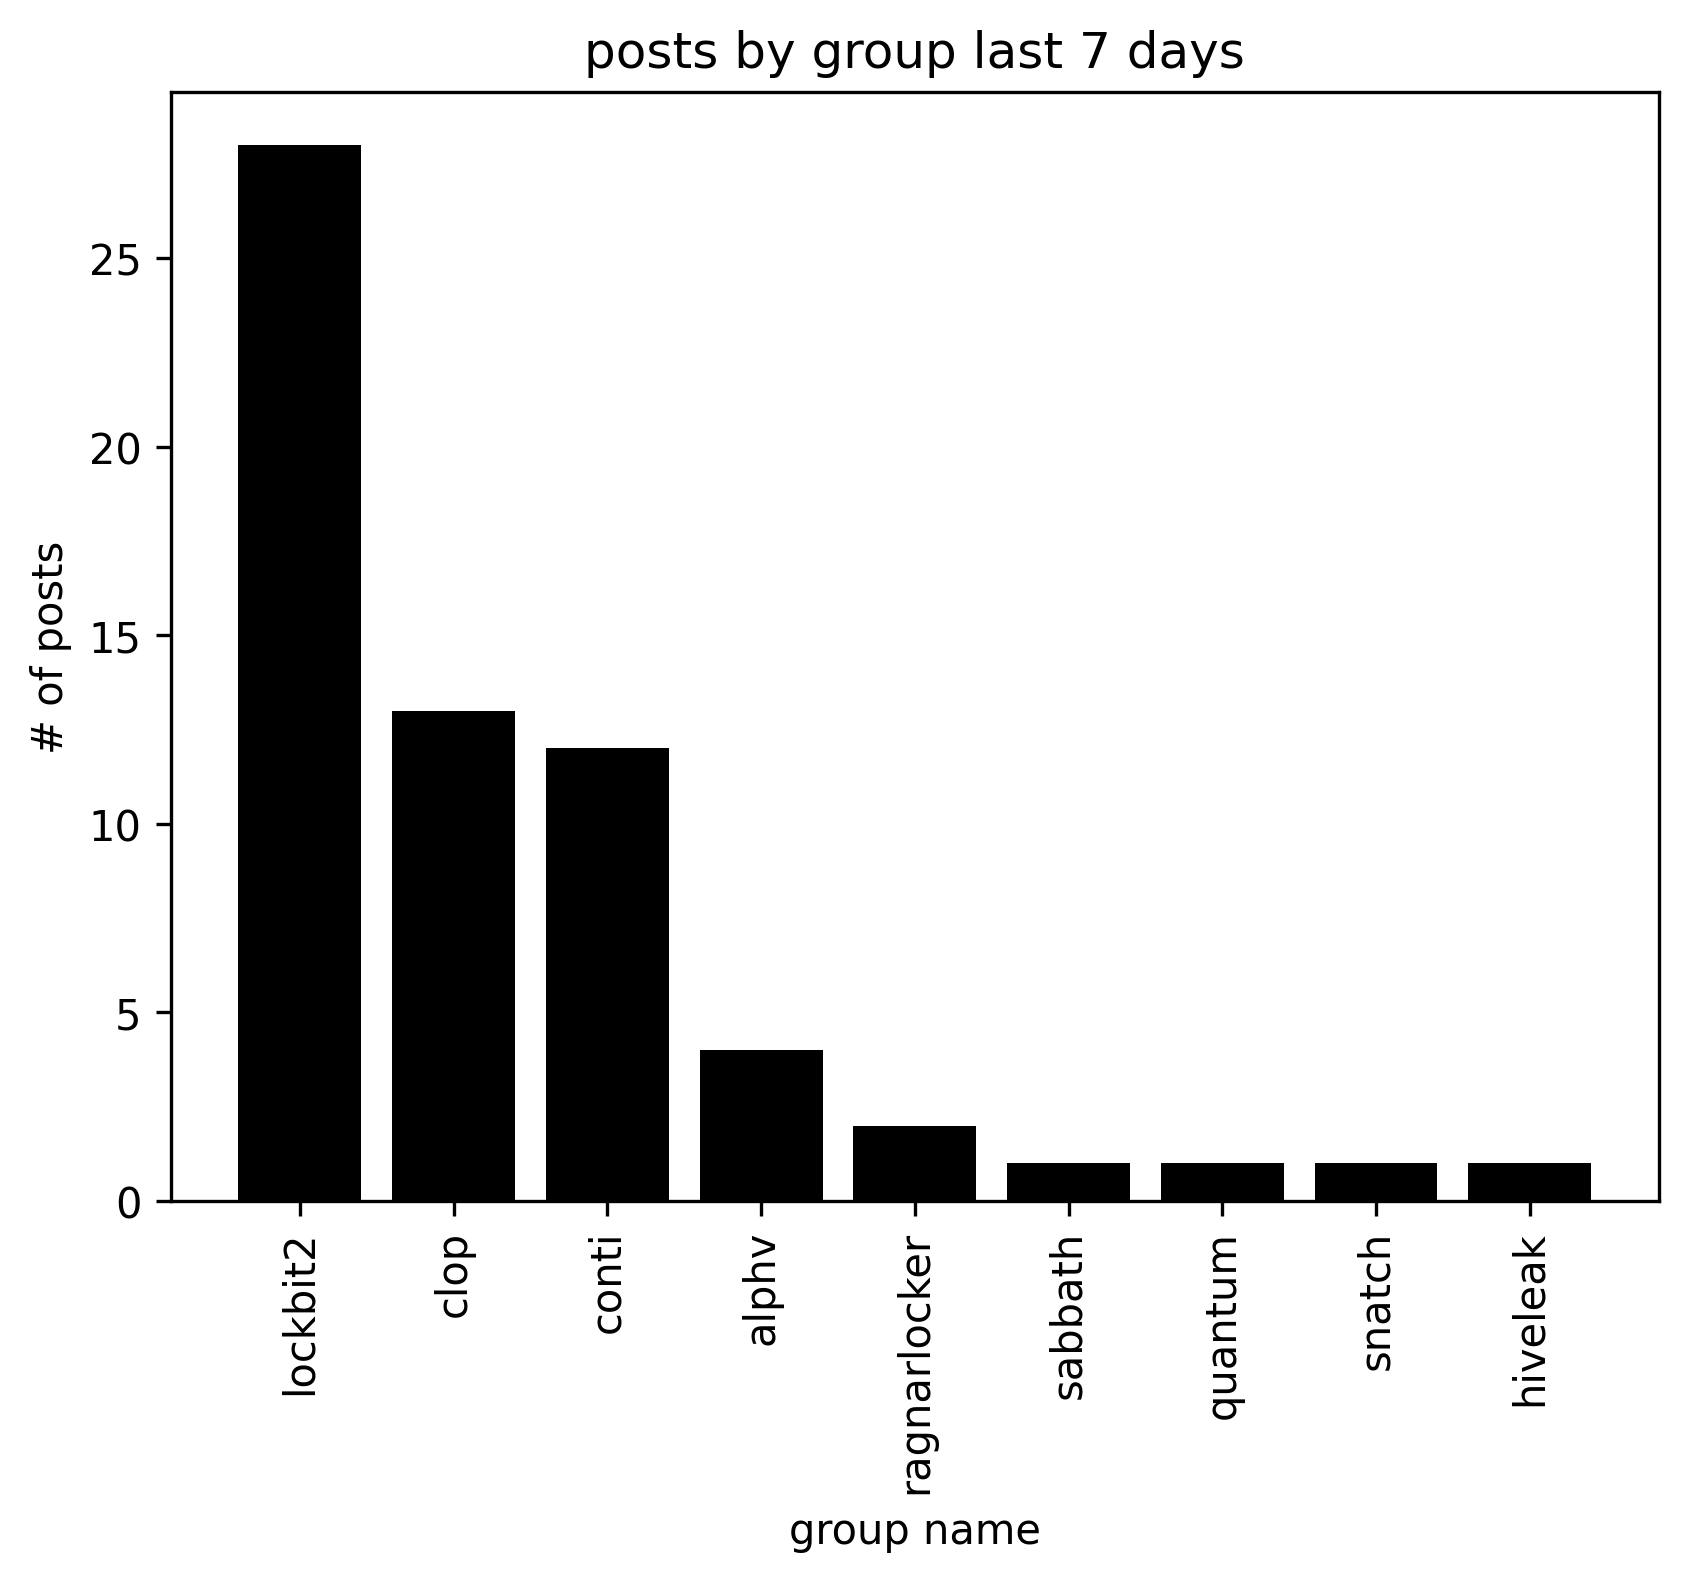 posts by group last 7 days
# of posts
25
20
15
10
5
0
lockbit2
clop
conti
alphv
ragnarlocker
sabbath
quantum
snatch
hiveleak
group name